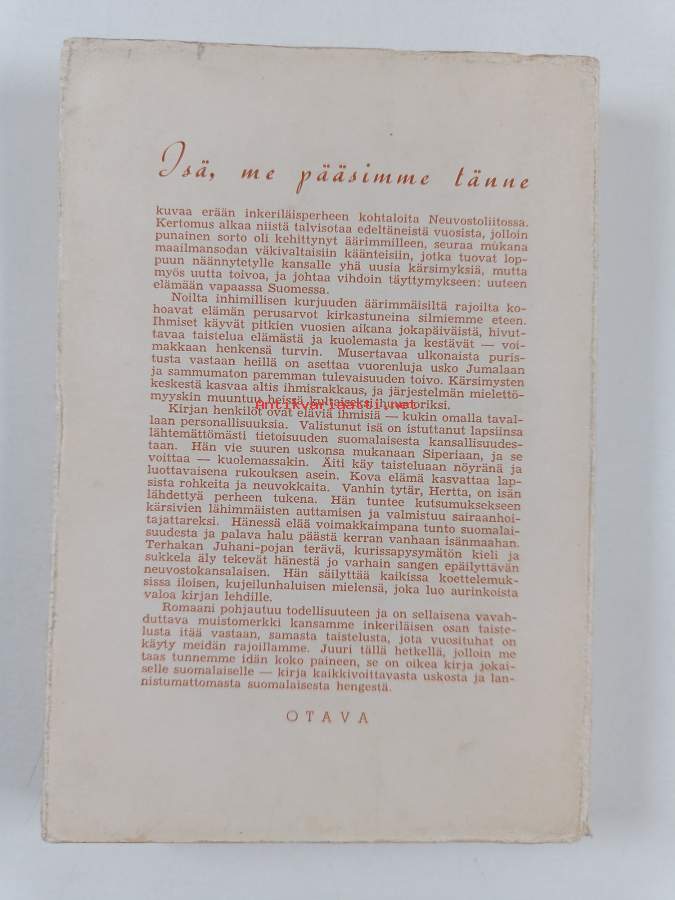 Isä, me pääsimme tänne
kuvaa erään inkeriläisperheen kohtaloita Neuvostoliitossa.
Kertomus alkaa niistä talvisotaa edeltäneistä vuosista, jolloin
punainen sorto oli kehittynyt äärimmilleen, seuraa mukana
maailmansodan väkivaltaisiin käänteisiin, jotka tuovat lop-
puun näännytetylle kansalle yhä uusia kärsimyksiä, mutta
myös uutta toivoa, ja johtaa vihdoin täyttymykseen: uuteen
elämään vapaassa Suomessa.
Noilta inhimillisen kurjuuden äärimmäisiltä rajoilta ko-
hoavat elämän perusarvot kirkastuneina silmiemme eteen.
Ihmiset käyvät pitkien vuosien aikana jokapäiväistä, hivut-
tavaa taistelua elämästä ja kuolemasta ja kestävät — voi-
makkaan henkensä turvin. Musertavaa ulkonaista puris-
tusta vastaan heillä on asettaa vuorenluja usko Jumalaan
ja sammumaton paremman tulevaisuuden toivo. Kärsimysten
keskestä kasvaa altis ihmisrakkaus, ja järjestelmän mielettö-
myyskin muuntuu heissä kultaiseksi huumoriksi.
antikvariaatti.net
Kirjan henkilöt ovat eläviä ihmisiä — kukin omalla taval-
laan personallisuuksia. Valistunut isä on istuttanut lapsiinsa
lähtemättömästi tietoisuuden suomalaisesta kansallisuudes-
taan. Hän vie suuren uskonsa mukanaan Siperiaan, ja se
voittaa — kuolemassakin. Äiti käy taisteluaan nöyränä ja
luottavaisena rukouksen asein. Kova elämä kasvattaa lap-
sista rohkeita ja neuvokkaita. Vanhin tytär, Hertta, on isän
lähdettyä perheen tukena. Hän tuntee kutsumuksekseen
kärsivien lähimmäisten auttamisen ja valmistuu sairaanhoi-
tajattareksi. Hänessä elää voimakkaimpana tunto suomalai-
suudesta ja palava halu päästä kerran vanhaan isänmaahan.
Terhakan Juhani-pojan terävä, kurissapysymätön kieli ja
sukkela äly tekevät hänestä jo varhain sangen epäilyttävän
neuvostokansalaisen. Hän säilyttää kaikissa koettelemuk-
sissa iloisen, kujeilunhaluisen mielensä, joka luo aurinkoista
valoa kirjan lehdille.
Romaani pohjautuu todellisuuteen ja on sellaisena vavah-
duttava muistomerkki kansamme inkeriläisen osan taiste-
lusta itää vastaan, samasta taistelusta, jota vuosituhat on
käyty meidän rajoillamme. Juuri tällä hetkellä, jolloin me
taas tunnemme idän koko paineen, se on oikea kirja jokai-
selle suomalaiselle — kirja kaikkivoittavasta uskosta ja lan-
nistumattomasta suomalaisesta hengestä.
OTAVA